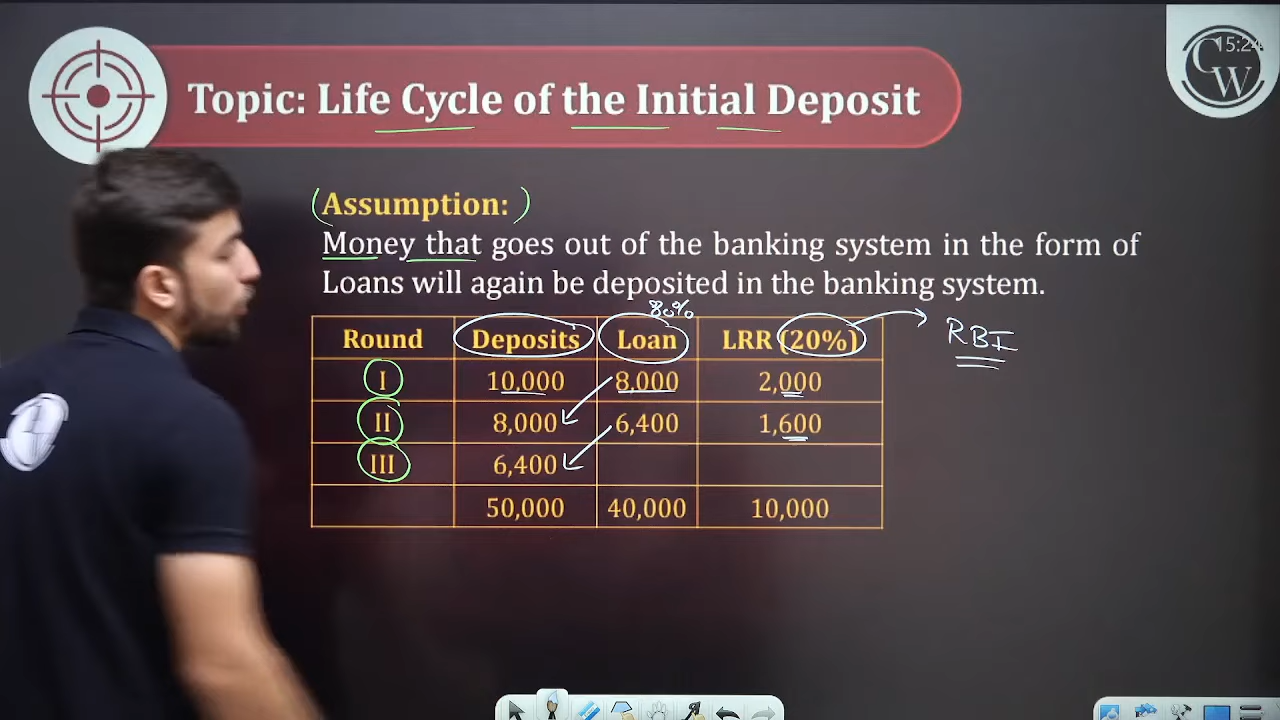 15:24
CW
Topic: Life Cycle of the Initial Deposit
(Assumption:)
Money that goes out of the banking system in the form of
Loans will again be deposited in the banking system.
80%
Round Deposits Loan LRR (20%) RBI
I 10,000 8,000 2,000
II 8,000 6,400 1,600
III 6,400
50,000 40,000 10,000